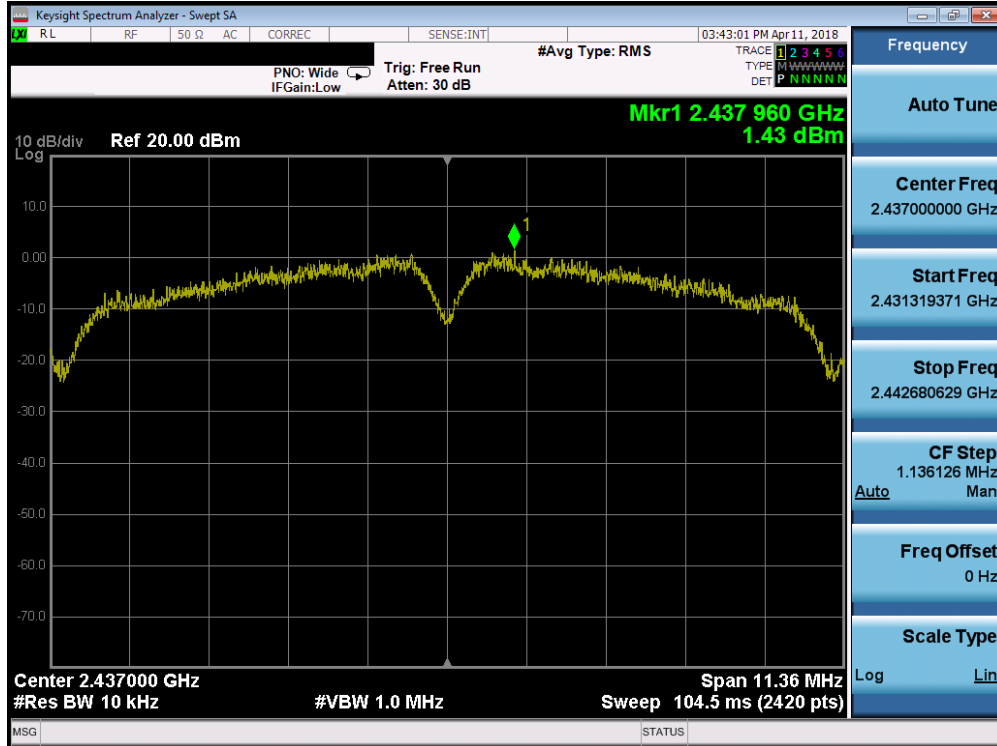 Keysight Spectrum Analyzer - Swept SA
LXI RL RF 50 Ω AC CORREC SENSE:INT 03:43:01 PM Apr 11, 2018
#Avg Type: RMS TRACE 1 2 3 4 5 6
PNO: Wide Trig: Free Run TYPE M WWWWW
IFGain:Low Atten: 30 dB DET P N N N N N
Mkr1 2.437 960 GHz
1.43 dBm
10 dB/div Ref 20.00 dBm
Log
1
10.0
0.00
-10.0
-20.0
-30.0
-40.0
-50.0
-60.0
-70.0
Center 2.437000 GHz Span 11.36 MHz
#Res BW 10 kHz #VBW 1.0 MHz Sweep 104.5 ms (2420 pts)
MSG STATUS
Frequency
Auto Tune
Center Freq
2.437000000 GHz
Start Freq
2.431319371 GHz
Stop Freq
2.442680629 GHz
CF Step
1.136126 MHz
Auto Man
Freq Offset
0 Hz
Scale Type
Log Lin